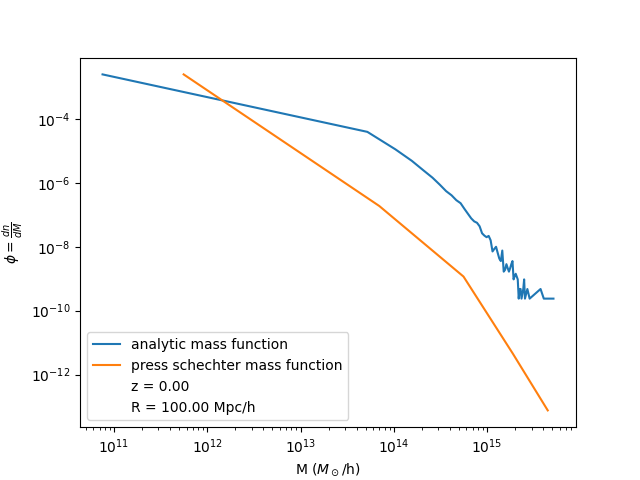 10⁻⁴
10⁻⁶
10⁻⁸
10⁻¹⁰
10⁻¹²
ϕ = dn/dM
analytic mass function
press schechter mass function
z = 0.00
R = 100.00 Mpc/h
10¹¹ 10¹² 10¹³ 10¹⁴ 10¹⁵
M (M⊙/h)